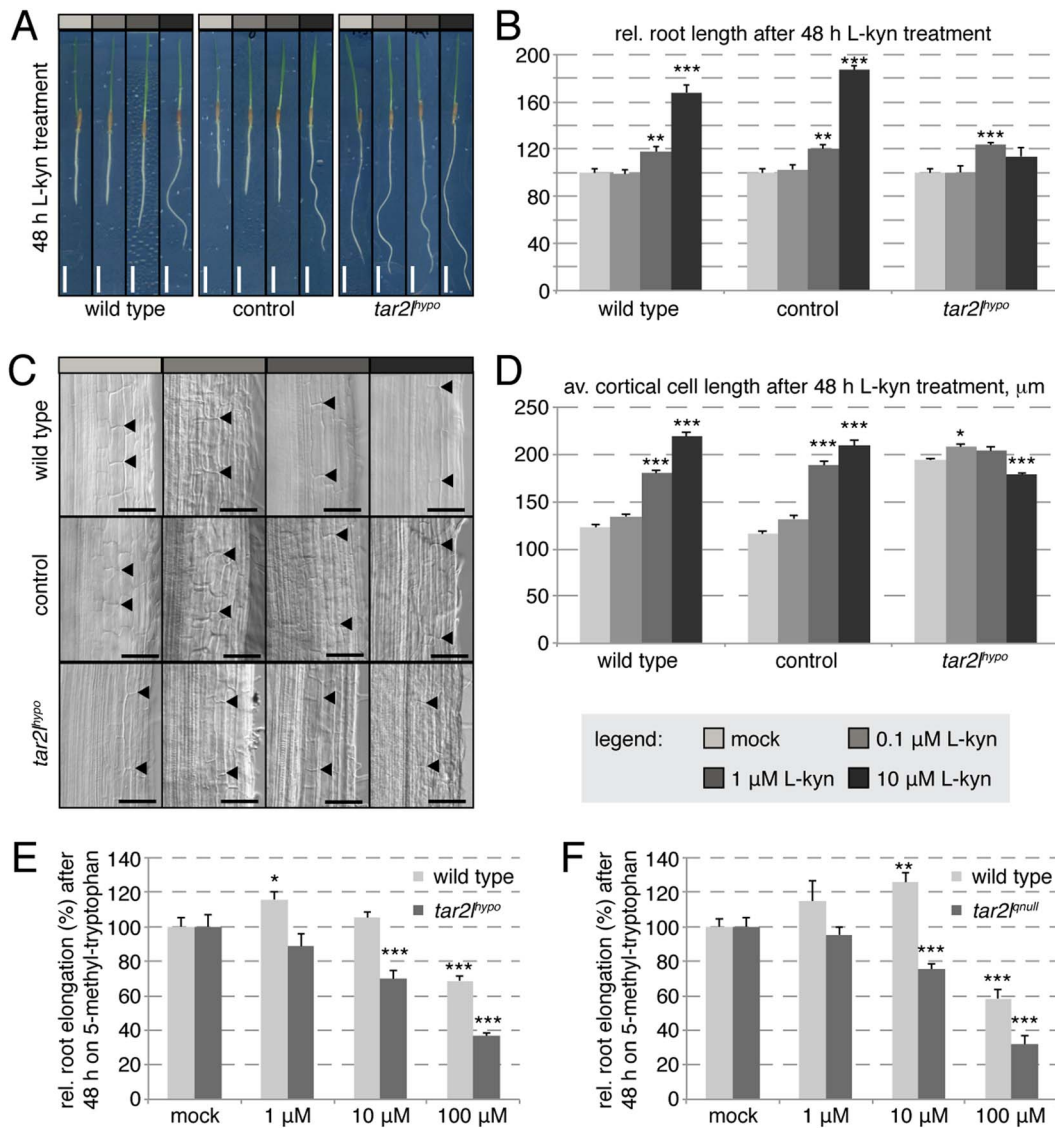 A
48 h L-kyn treatment
wild type
control
tar2l^hypo
B
rel. root length after 48 h L-kyn treatment
200
160
120
80
40
0
**
***
**
***
***
wild type
control
tar2l^hypo
C
wild type
control
tar2l^hypo
D
av. cortical cell length after 48 h L-kyn treatment, µm
250
200
150
100
50
0
***
***
***
***
*
***
wild type
control
tar2l^hypo
legend:
mock
0.1 µM L-kyn
1 µM L-kyn
10 µM L-kyn
E
rel. root elongation (%) after
48 h on 5-methyl-tryptophan
140
120
100
80
60
40
20
0
*
***
***
***
wild type
tar2l^hypo
mock
1 µM
10 µM
100 µM
F
rel. root elongation (%) after
48 h on 5-methyl-tryptophan
140
120
100
80
60
40
20
0
**
***
***
***
wild type
tar2l^qnull
mock
1 µM
10 µM
100 µM